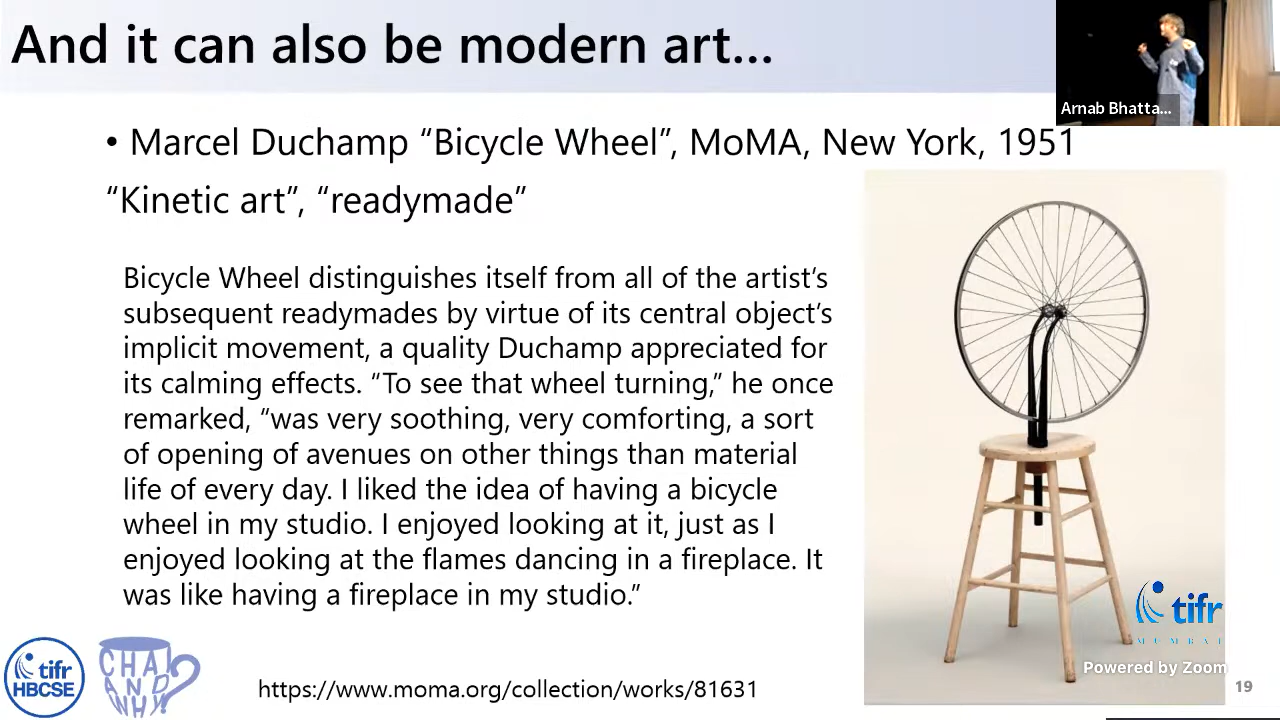 And it can also be modern art...
Arnab Bhatta...
• Marcel Duchamp “Bicycle Wheel”, MoMA, New York, 1951
“Kinetic art”, “readymade”
Bicycle Wheel distinguishes itself from all of the artist’s
subsequent readymades by virtue of its central object’s
implicit movement, a quality Duchamp appreciated for
its calming effects. “To see that wheel turning,” he once
remarked, “was very soothing, very comforting, a sort
of opening of avenues on other things than material
life of every day. I liked the idea of having a bicycle
wheel in my studio. I enjoyed looking at it, just as I
enjoyed looking at the flames dancing in a fireplace. It
was like having a fireplace in my studio.”
tifr
MUMBAI
Powered by Zoom
tifr
HBCSE
CHAI
AND
WHY?
https://www.moma.org/collection/works/81631
19